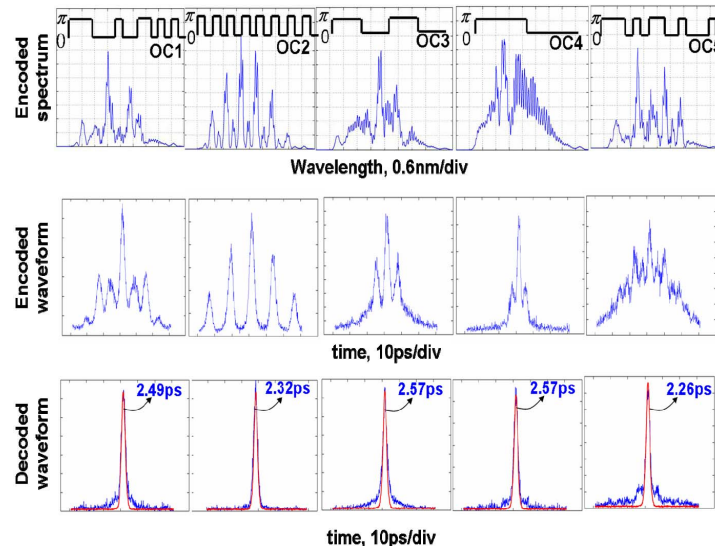 π
0
OC1
π
0
OC2
π
0
OC3
π
0
OC4
π
0
OC5
Encoded
spectrum
Wavelength, 0.6nm/div
Encoded
waveform
time, 10ps/div
2.49ps
2.32ps
2.57ps
2.57ps
2.26ps
Decoded
waveform
time, 10ps/div